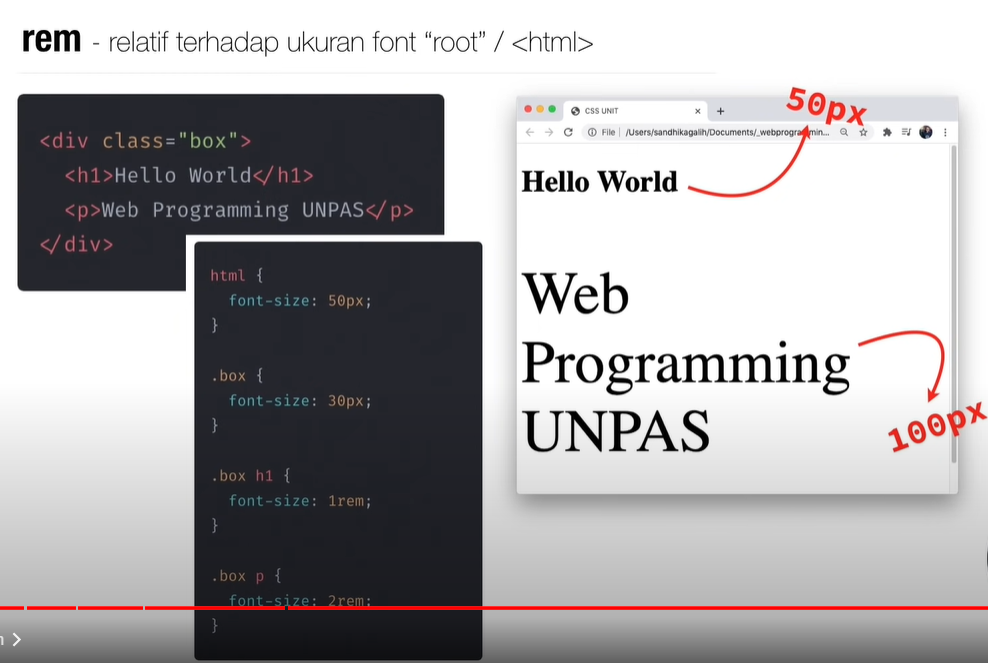 rem - relatif terhadap ukuran font “root” / <html>
<div class="box">
<h1>Hello World</h1>
<p>Web Programming UNPAS</p>
</div>
html {
font-size: 50px;
}
.box {
font-size: 30px;
}
.box h1 {
font-size: 1rem;
}
.box p {
font-size: 2rem;
}
CSS UNIT
File | /Users/sandhikagalih/Documents/_webprogrammin...
50px
Hello World
Web
Programming
UNPAS
100px